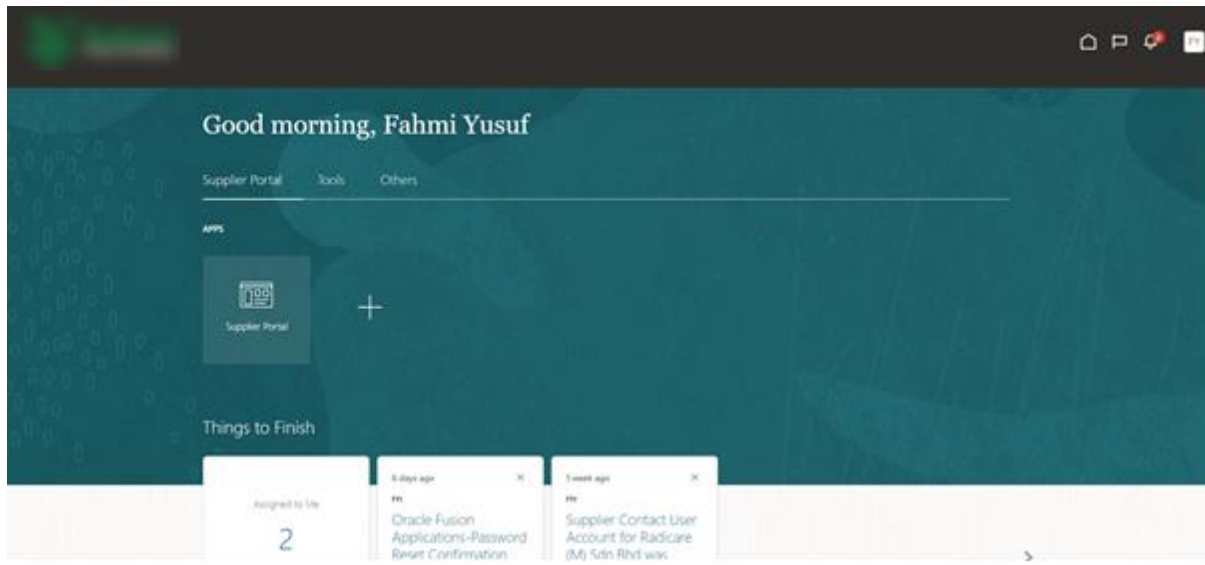 Good morning, Fahmi Yusuf
Supplier Portal Tools Others
APPS
Supplier Portal
Things to Finish
Assigned to Me
2
6 days ago
FYI
Oracle Fusion
Applications-Password
Reset Confirmation
1 week ago
FYI
Supplier Contact User
Account for Radicare
(M) Sdn Bhd was